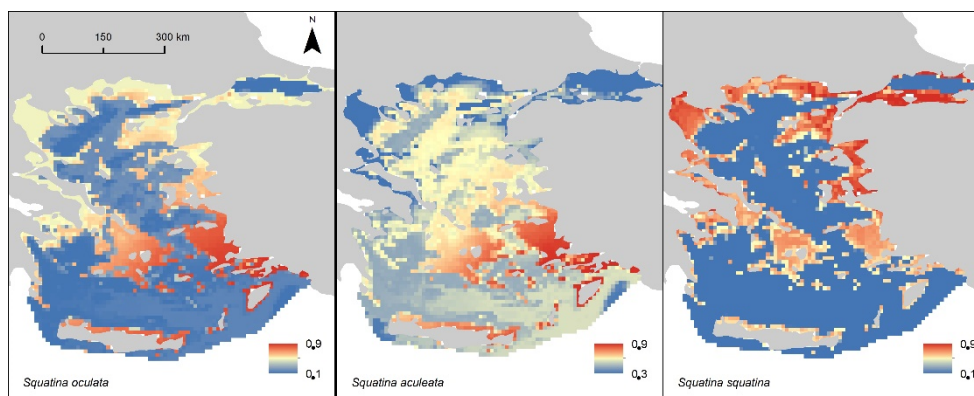 0 150 300 km
N
0.9
0.1
Squatina oculata
0.9
0.3
Squatina aculeata
0.9
0.1
Squatina squatina